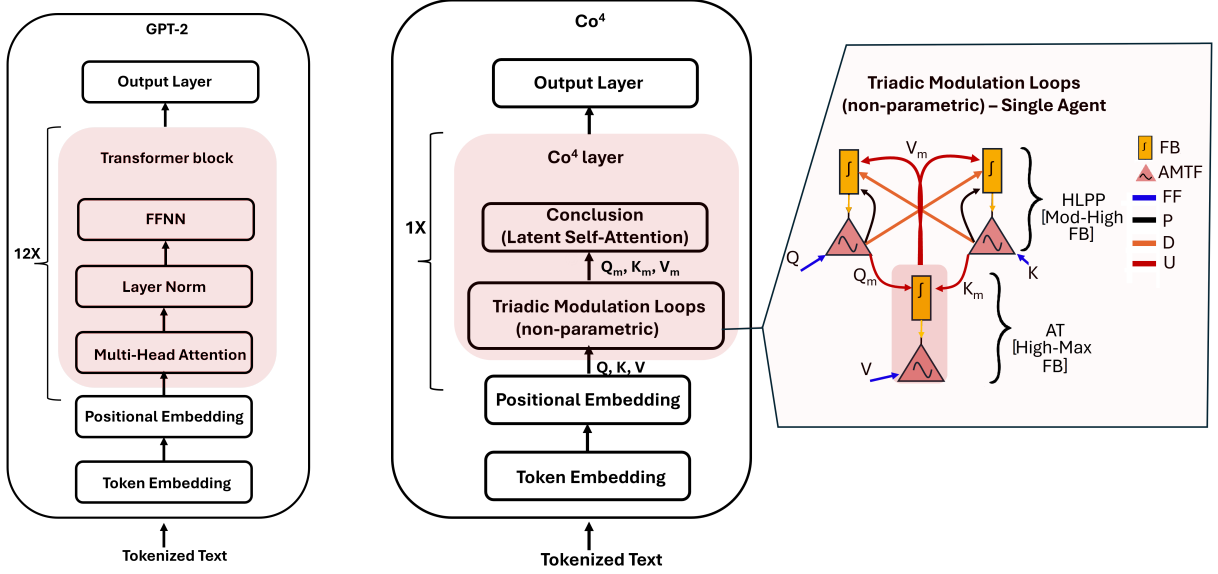 GPT-2
Output Layer
12X
Transformer block
FFNN
Layer Norm
Multi-Head Attention
Positional Embedding
Token Embedding
Tokenized Text
Co⁴
Output Layer
1X
Co⁴ layer
Conclusion
(Latent Self-Attention)
Qₘ, Kₘ, Vₘ
Triadic Modulation Loops
(non-parametric)
Q, K, V
Positional Embedding
Token Embedding
Tokenized Text
Triadic Modulation Loops
(non-parametric) – Single Agent
Vₘ
∫
∫
Q
K
Qₘ
Kₘ
∫
V
HLPP
[Mod-High
FB]
AT
[High-Max
FB]
∫ FB
AMTF
FF
P
D
U